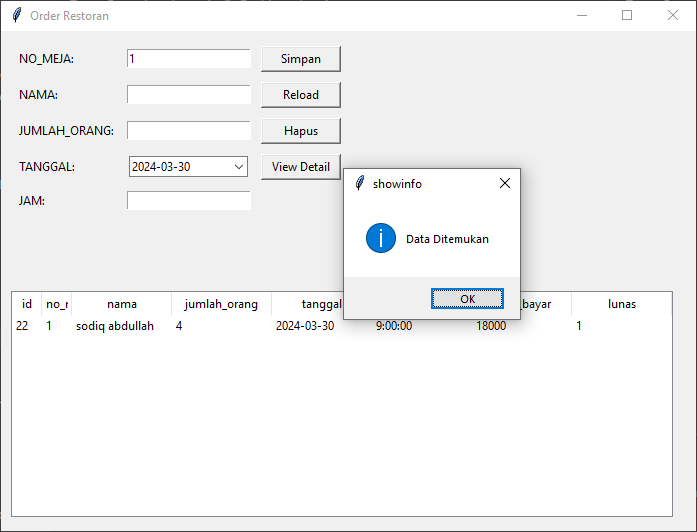 Order Restoran
NO_MEJA: 1 Simpan
NAMA: Reload
JUMLAH_ORANG: Hapus
TANGGAL: 2024-03-30 View Detail
JAM:
showinfo
Data Ditemukan
OK
id no_r nama jumlah_orang tanggal _bayar lunas
22 1 sodiq abdullah 4 2024-03-30 9:00:00 18000 1